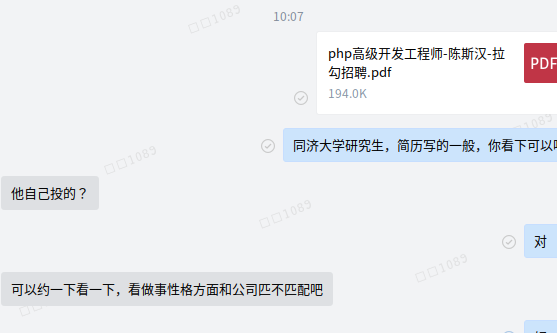 10:07
php高级开发工程师-陈斯汉-拉
勾招聘.pdf
PDF
194.0K
同济大学研究生，简历写的一般，你看下可以
他自己投的？
对
可以约一下看一下，看做事性格方面和公司匹不匹配吧